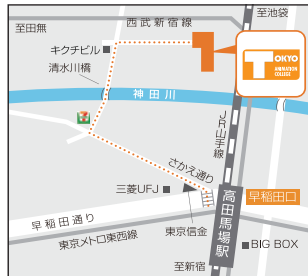 至池袋
西武新宿線
至田無
キクチビル
清水川橋
TOKYO
ANIMATION
COLLEGE
神田川
JR山手線
さかえ通り
三菱UFJ
早稲田口
高田馬場駅
早稲田通り
東京信金
東京メトロ東西線
BIG BOX
至新宿